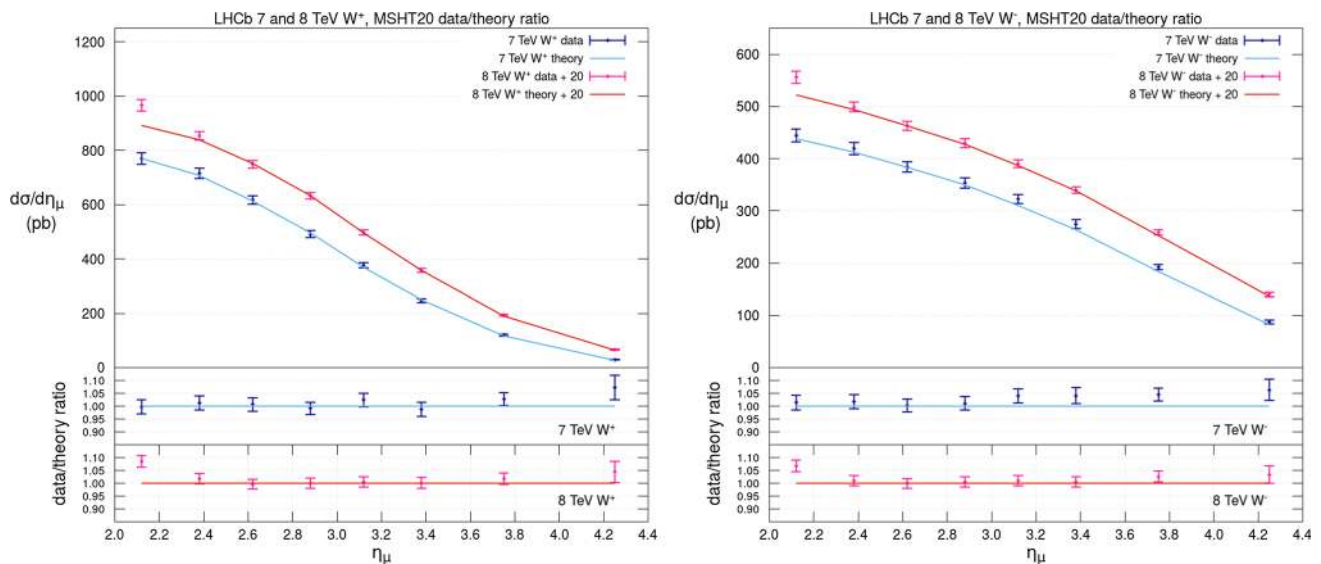 LHCb 7 and 8 TeV W⁺, MSHT20 data/theory ratio
7 TeV W⁺ data
7 TeV W⁺ theory
8 TeV W⁺ data + 20
8 TeV W⁺ theory + 20
1200
1000
800
600
400
200
0
dσ/dημ
(pb)
1.10
1.05
1.00
0.95
0.90
7 TeV W⁺
1.10
1.05
1.00
0.95
0.90
8 TeV W⁺
data/theory ratio
2.0 2.2 2.4 2.6 2.8 3.0 3.2 3.4 3.6 3.8 4.0 4.2 4.4
ημ
LHCb 7 and 8 TeV W⁻, MSHT20 data/theory ratio
7 TeV W⁻ data
7 TeV W⁻ theory
8 TeV W⁻ data + 20
8 TeV W⁻ theory + 20
600
500
400
300
200
100
0
dσ/dημ
(pb)
1.10
1.05
1.00
0.95
0.90
7 TeV W⁻
1.10
1.05
1.00
0.95
0.90
8 TeV W⁻
data/theory ratio
2.0 2.2 2.4 2.6 2.8 3.0 3.2 3.4 3.6 3.8 4.0 4.2 4.4
ημ